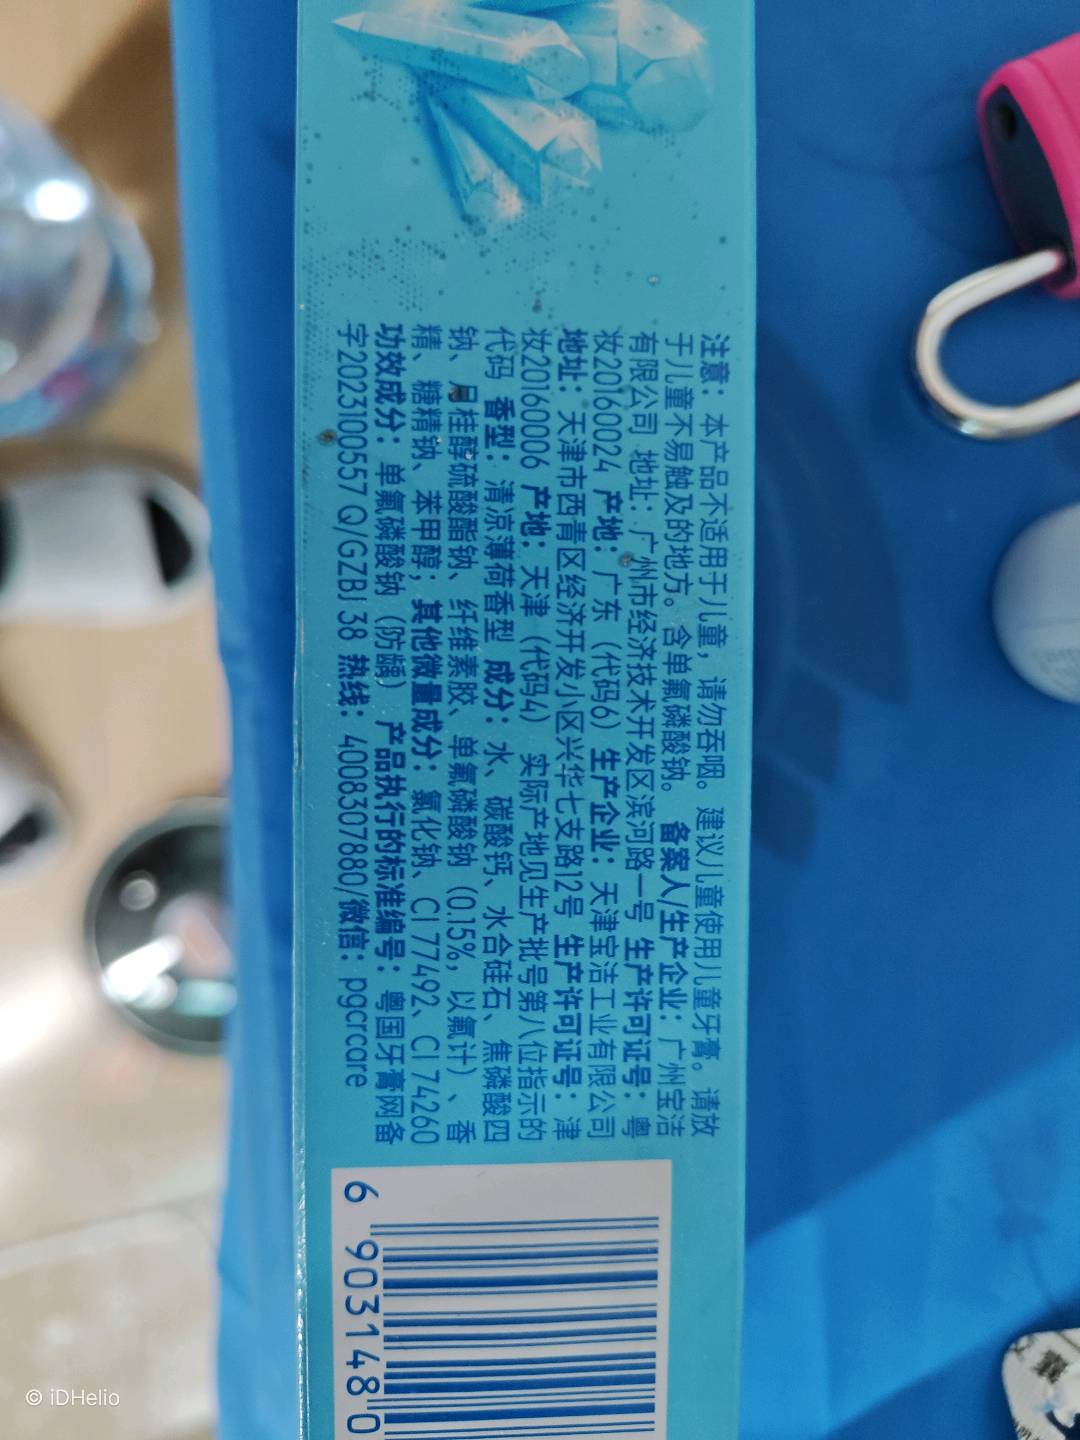 注意：本产品不适用于儿童，请勿吞咽。建议儿童使用儿童牙膏。请放
于儿童不易触及的地方。含单氟磷酸钠。 备案人/生产企业：广州宝洁
有限公司 地址：广州市经济技术开发区滨河路一号 生产许可证号：粤
妆20160024 产地：广东（代码6）生产企业：天津宝洁工业有限公司
地址：天津市西青区经济开发小区兴华七支路12号 生产许可证号：津
妆20160006 产地：天津（代码4） 实际产地见生产批号第八位指示的
代码 香型：清凉薄荷香型 成分：水、碳酸钙、水合硅石、焦磷酸四
钠、月桂醇硫酸酯钠、纤维素胶、单氟磷酸钠（0.15%，以氟计）、香
精、糖精钠、苯甲醇；其他微量成分：氯化钠、CI 77492、CI 74260
功效成分：单氟磷酸钠（防龋） 产品执行的标准编号：粤国牙膏网备
字2023100557 Q/GZBJ 38 热线：4008307880/微信：pgcrcare
6 903148 0
© iDHelio